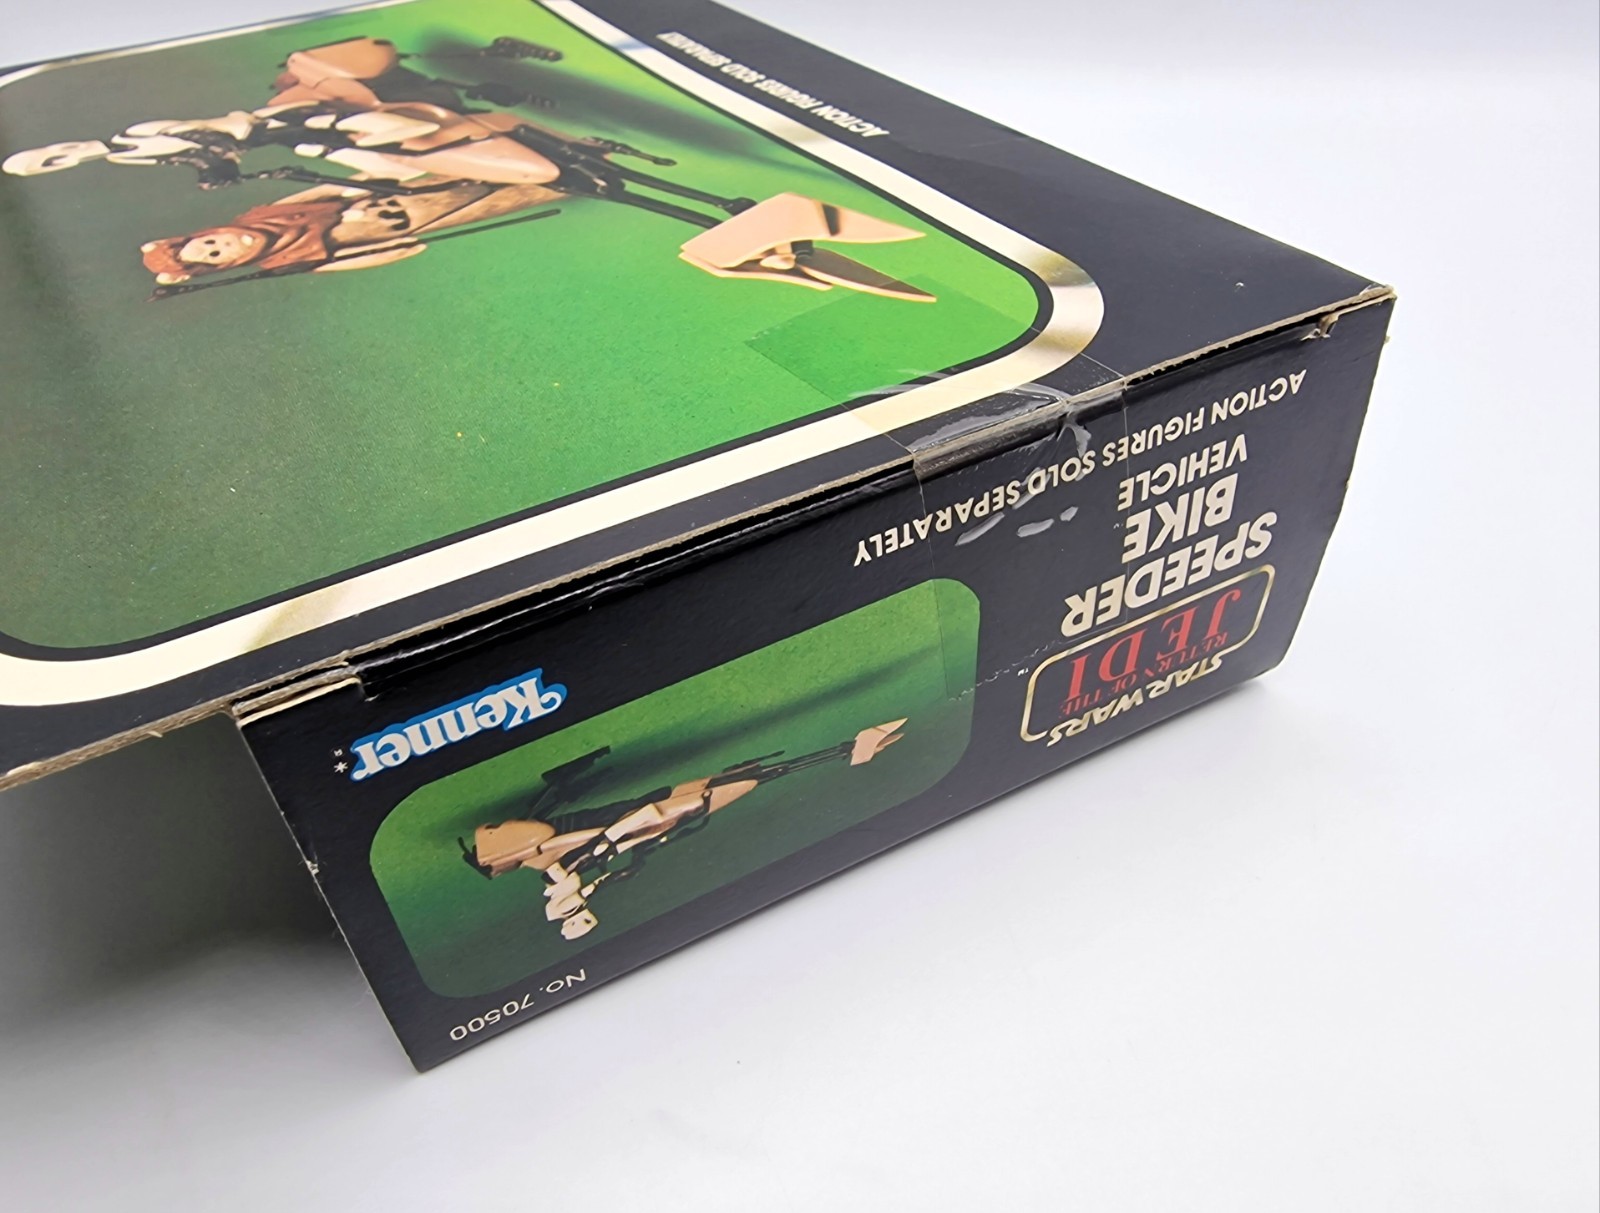 STAR WARS
RETURN OF THE
JEDI
™
SPEEDER
BIKE
VEHICLE
ACTION FIGURES SOLD SEPARATELY
Kenner
No. 70500
ACTION FIGURES SOLD SEPARATELY